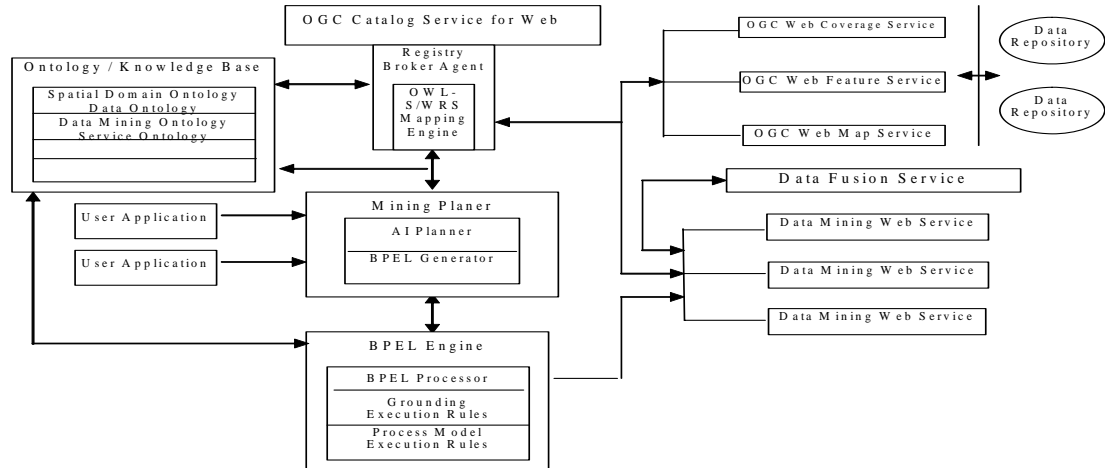 OGC Catalog Service for Web
Registry
Broker Agent
OWL-
S/WRS
Mapping
Engine
Ontology / Knowledge Base
Spatial Domain Ontology
Data Ontology
Data Mining Ontology
Service Ontology
User Application
User Application
Mining Planer
AI Planner
BPEL Generator
BPEL Engine
BPEL Processor
Grounding
Execution Rules
Process Model
Execution Rules
OGC Web Coverage Service
OGC Web Feature Service
OGC Web Map Service
Data
Repository
Data
Repository
Data Fusion Service
Data Mining Web Service
Data Mining Web Service
Data Mining Web Service